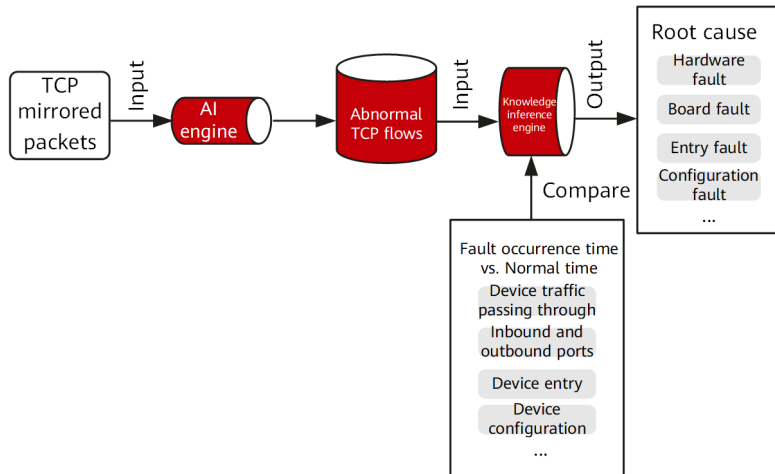 TCP
mirrored
packets
Input
AI
engine
Abnormal
TCP flows
Input
Knowledge
inference
engine
Output
Compare
Root cause
Hardware
fault
Board fault
Entry fault
Configuration
fault
...
Fault occurrence time
vs. Normal time
Device traffic
passing through
Inbound and
outbound ports
Device entry
Device
configuration
...